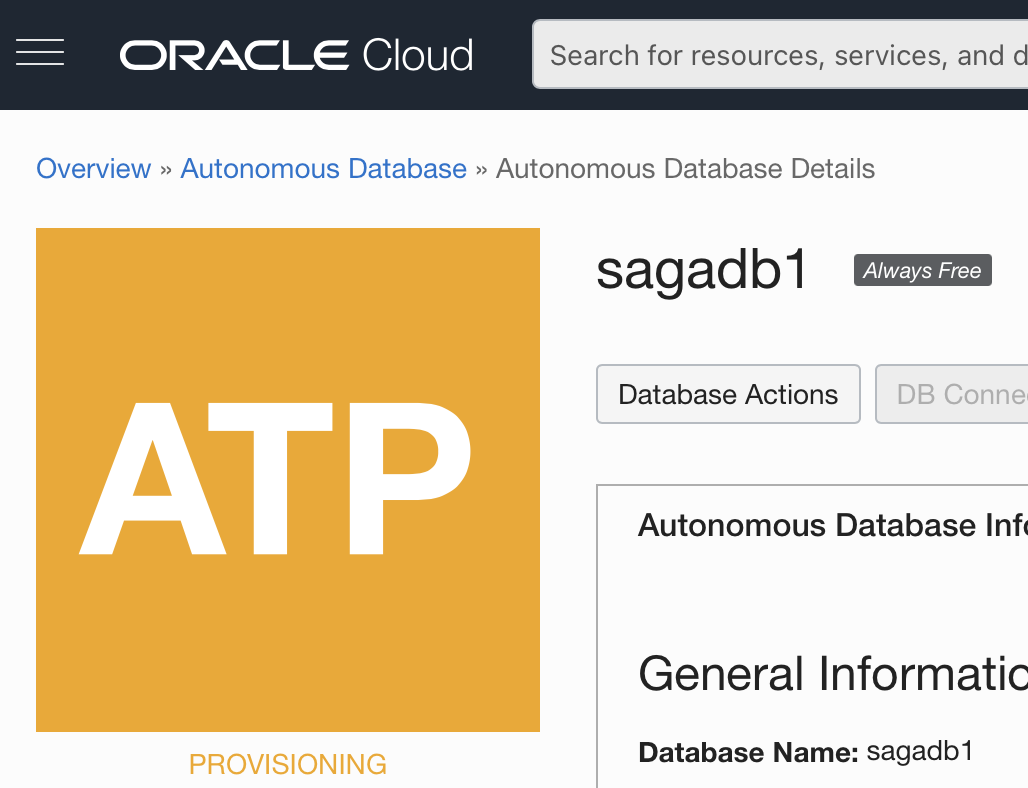 ORACLE Cloud
Search for resources, services, and d
Overview » Autonomous Database » Autonomous Database Details
sagadb1 Always Free
Database Actions DB Conne
ATP
Autonomous Database Info
General Informatio
Database Name: sagadb1
PROVISIONING